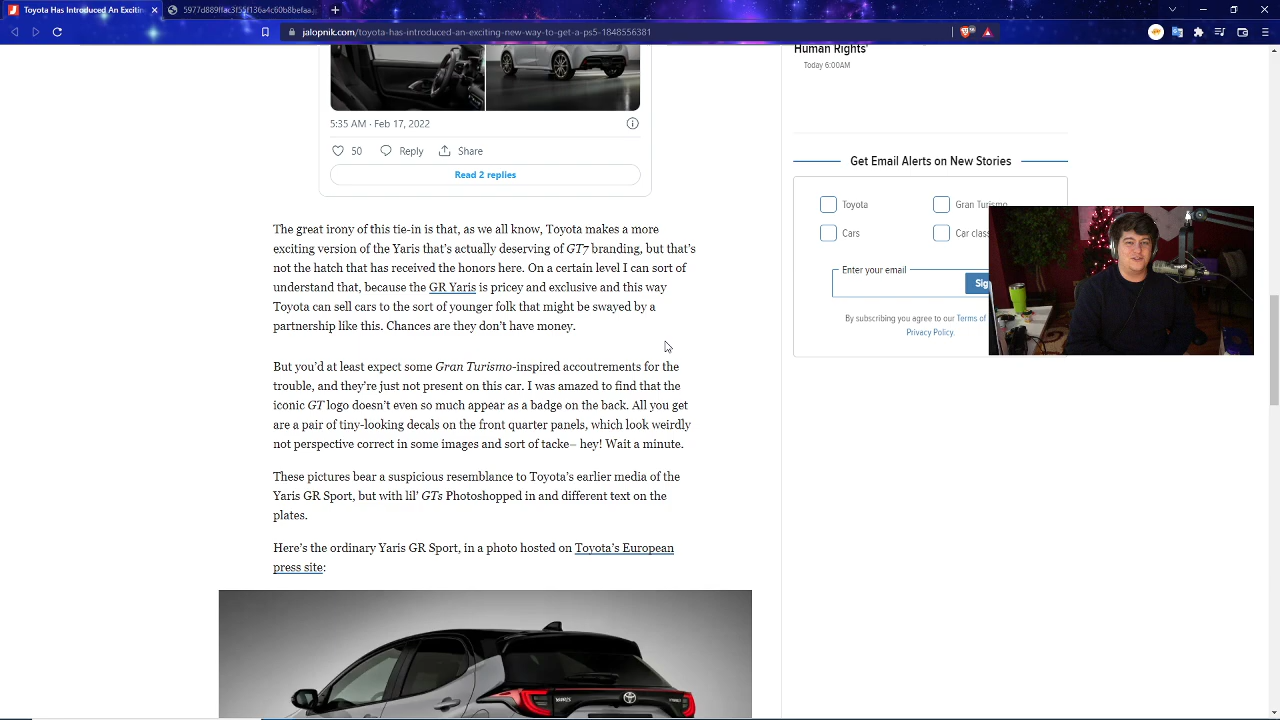 Toyota Has Introduced An Exciti
5977d889ffac3f55f136a4c60b8befaa
jalopnik.com/toyota-has-introduced-an-exciting-new-way-to-get-a-ps5-1848556381
Human Rights'
Today 6:00AM
5:35 AM · Feb 17, 2022
50 Reply Share
Read 2 replies
The great irony of this tie-in is that, as we all know, Toyota makes a more
exciting version of the Yaris that's actually deserving of GT7 branding, but that's
not the hatch that has received the honors here. On a certain level I can sort of
understand that, because the GR Yaris is pricey and exclusive and this way
Toyota can sell cars to the sort of younger folk that might be swayed by a
partnership like this. Chances are they don't have money.
But you'd at least expect some Gran Turismo-inspired accoutrements for the
trouble, and they're just not present on this car. I was amazed to find that the
iconic GT logo doesn't even so much appear as a badge on the back. All you get
are a pair of tiny-looking decals on the front quarter panels, which look weirdly
not perspective correct in some images and sort of tacke– hey! Wait a minute.
These pictures bear a suspicious resemblance to Toyota's earlier media of the
Yaris GR Sport, but with lil' GTs Photoshopped in and different text on the
plates.
Here's the ordinary Yaris GR Sport, in a photo hosted on Toyota's European
press site:
YARIS
Get Email Alerts on New Stories
Toyota
Gran Turismo
Cars
Car clas
Enter your email
Sig
By subscribing you agree to our Terms of
Privacy Policy.